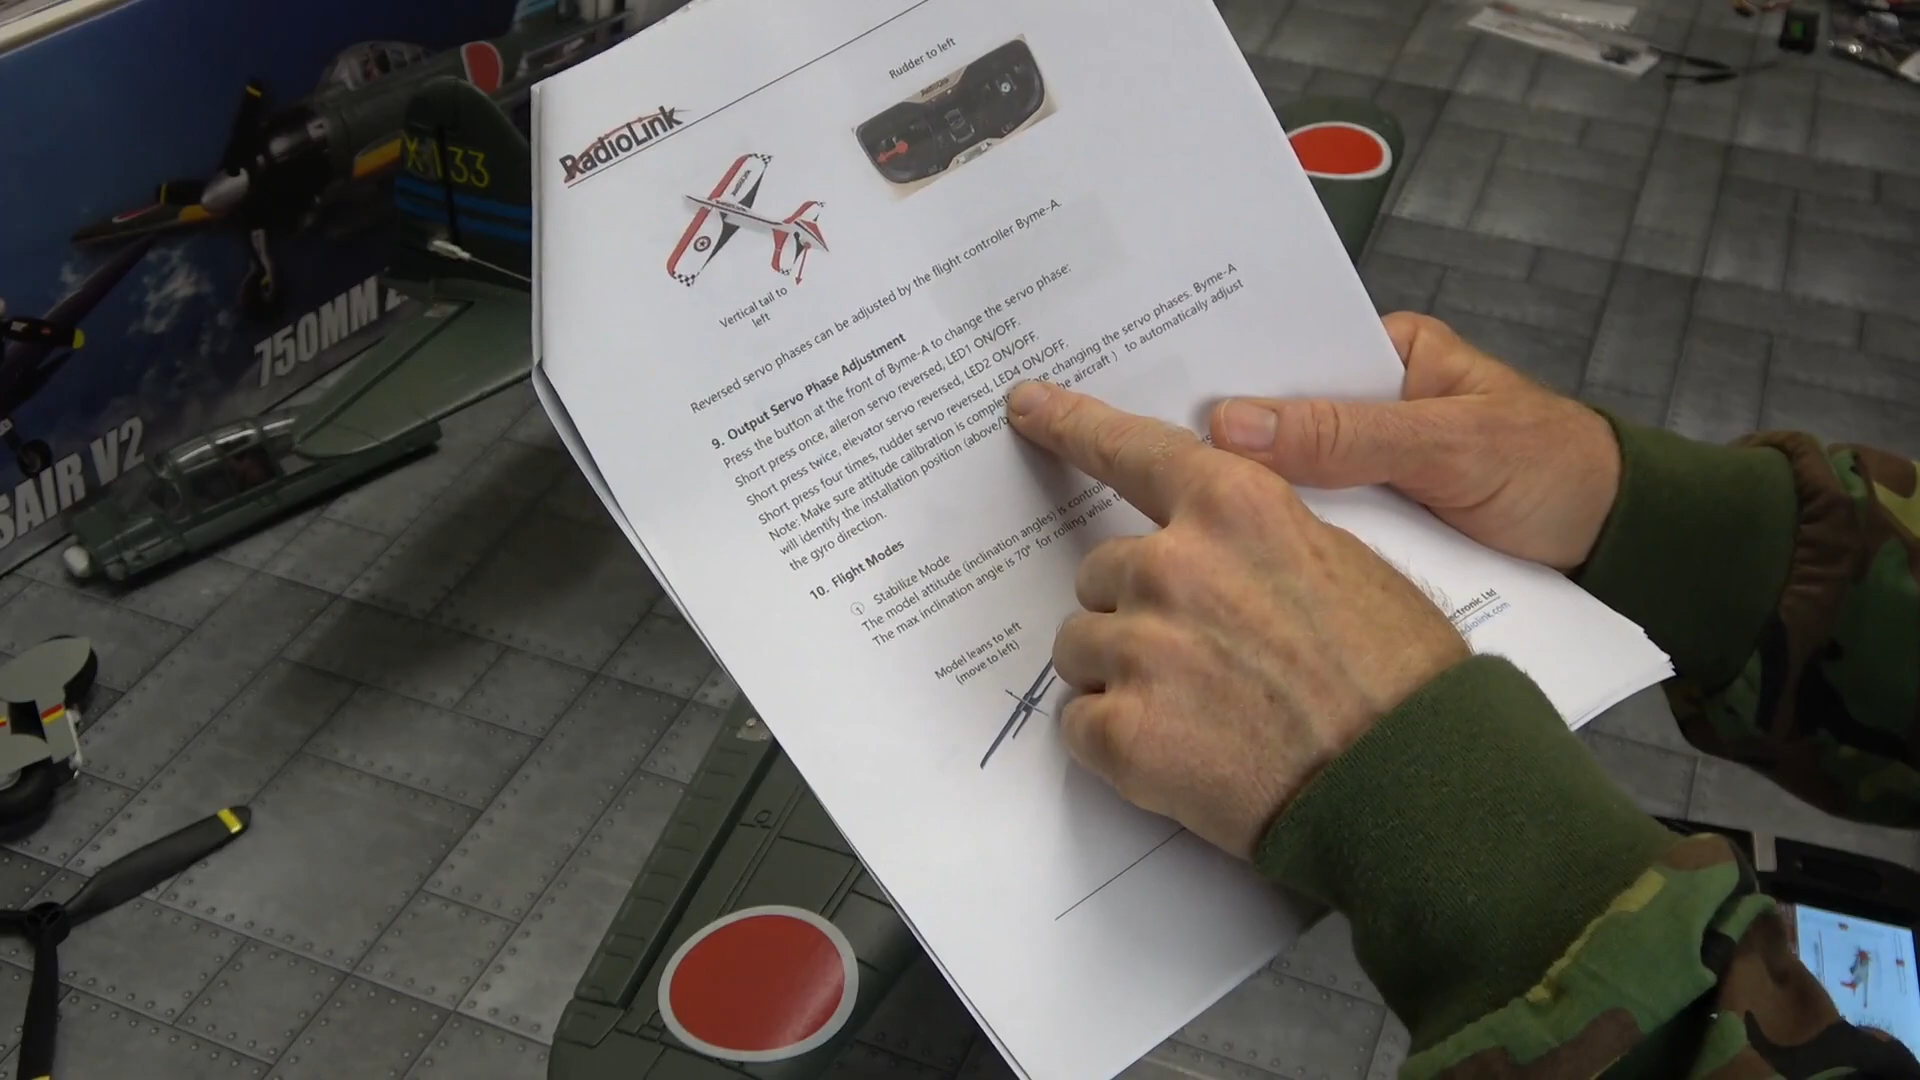 RadioLink
Rudder to left
Vertical tail to
left
Reversed servo phases can be adjusted by the flight controller Byme-A.
9. Output Servo Phase Adjustment
Press the button at the front of Byme-A to change the servo phase:
Short press once, aileron servo reversed, LED1 ON/OFF.
Short press twice, elevator servo reversed, LED2 ON/OFF.
Short press four times, rudder servo reversed, LED4 ON/OFF.
Note: Make sure attitude calibration is complete changing the servo phases. Byme-A
will identify the installation position (above/ the aircraft) to automatically adjust
the gyro direction.
10. Flight Modes
① Stabilize Mode
The model attitude (inclination angles) is
The max inclination angle is 70° for rolling while
Model leans to left
(move to left)
Ltd
X-133
750MM
V2